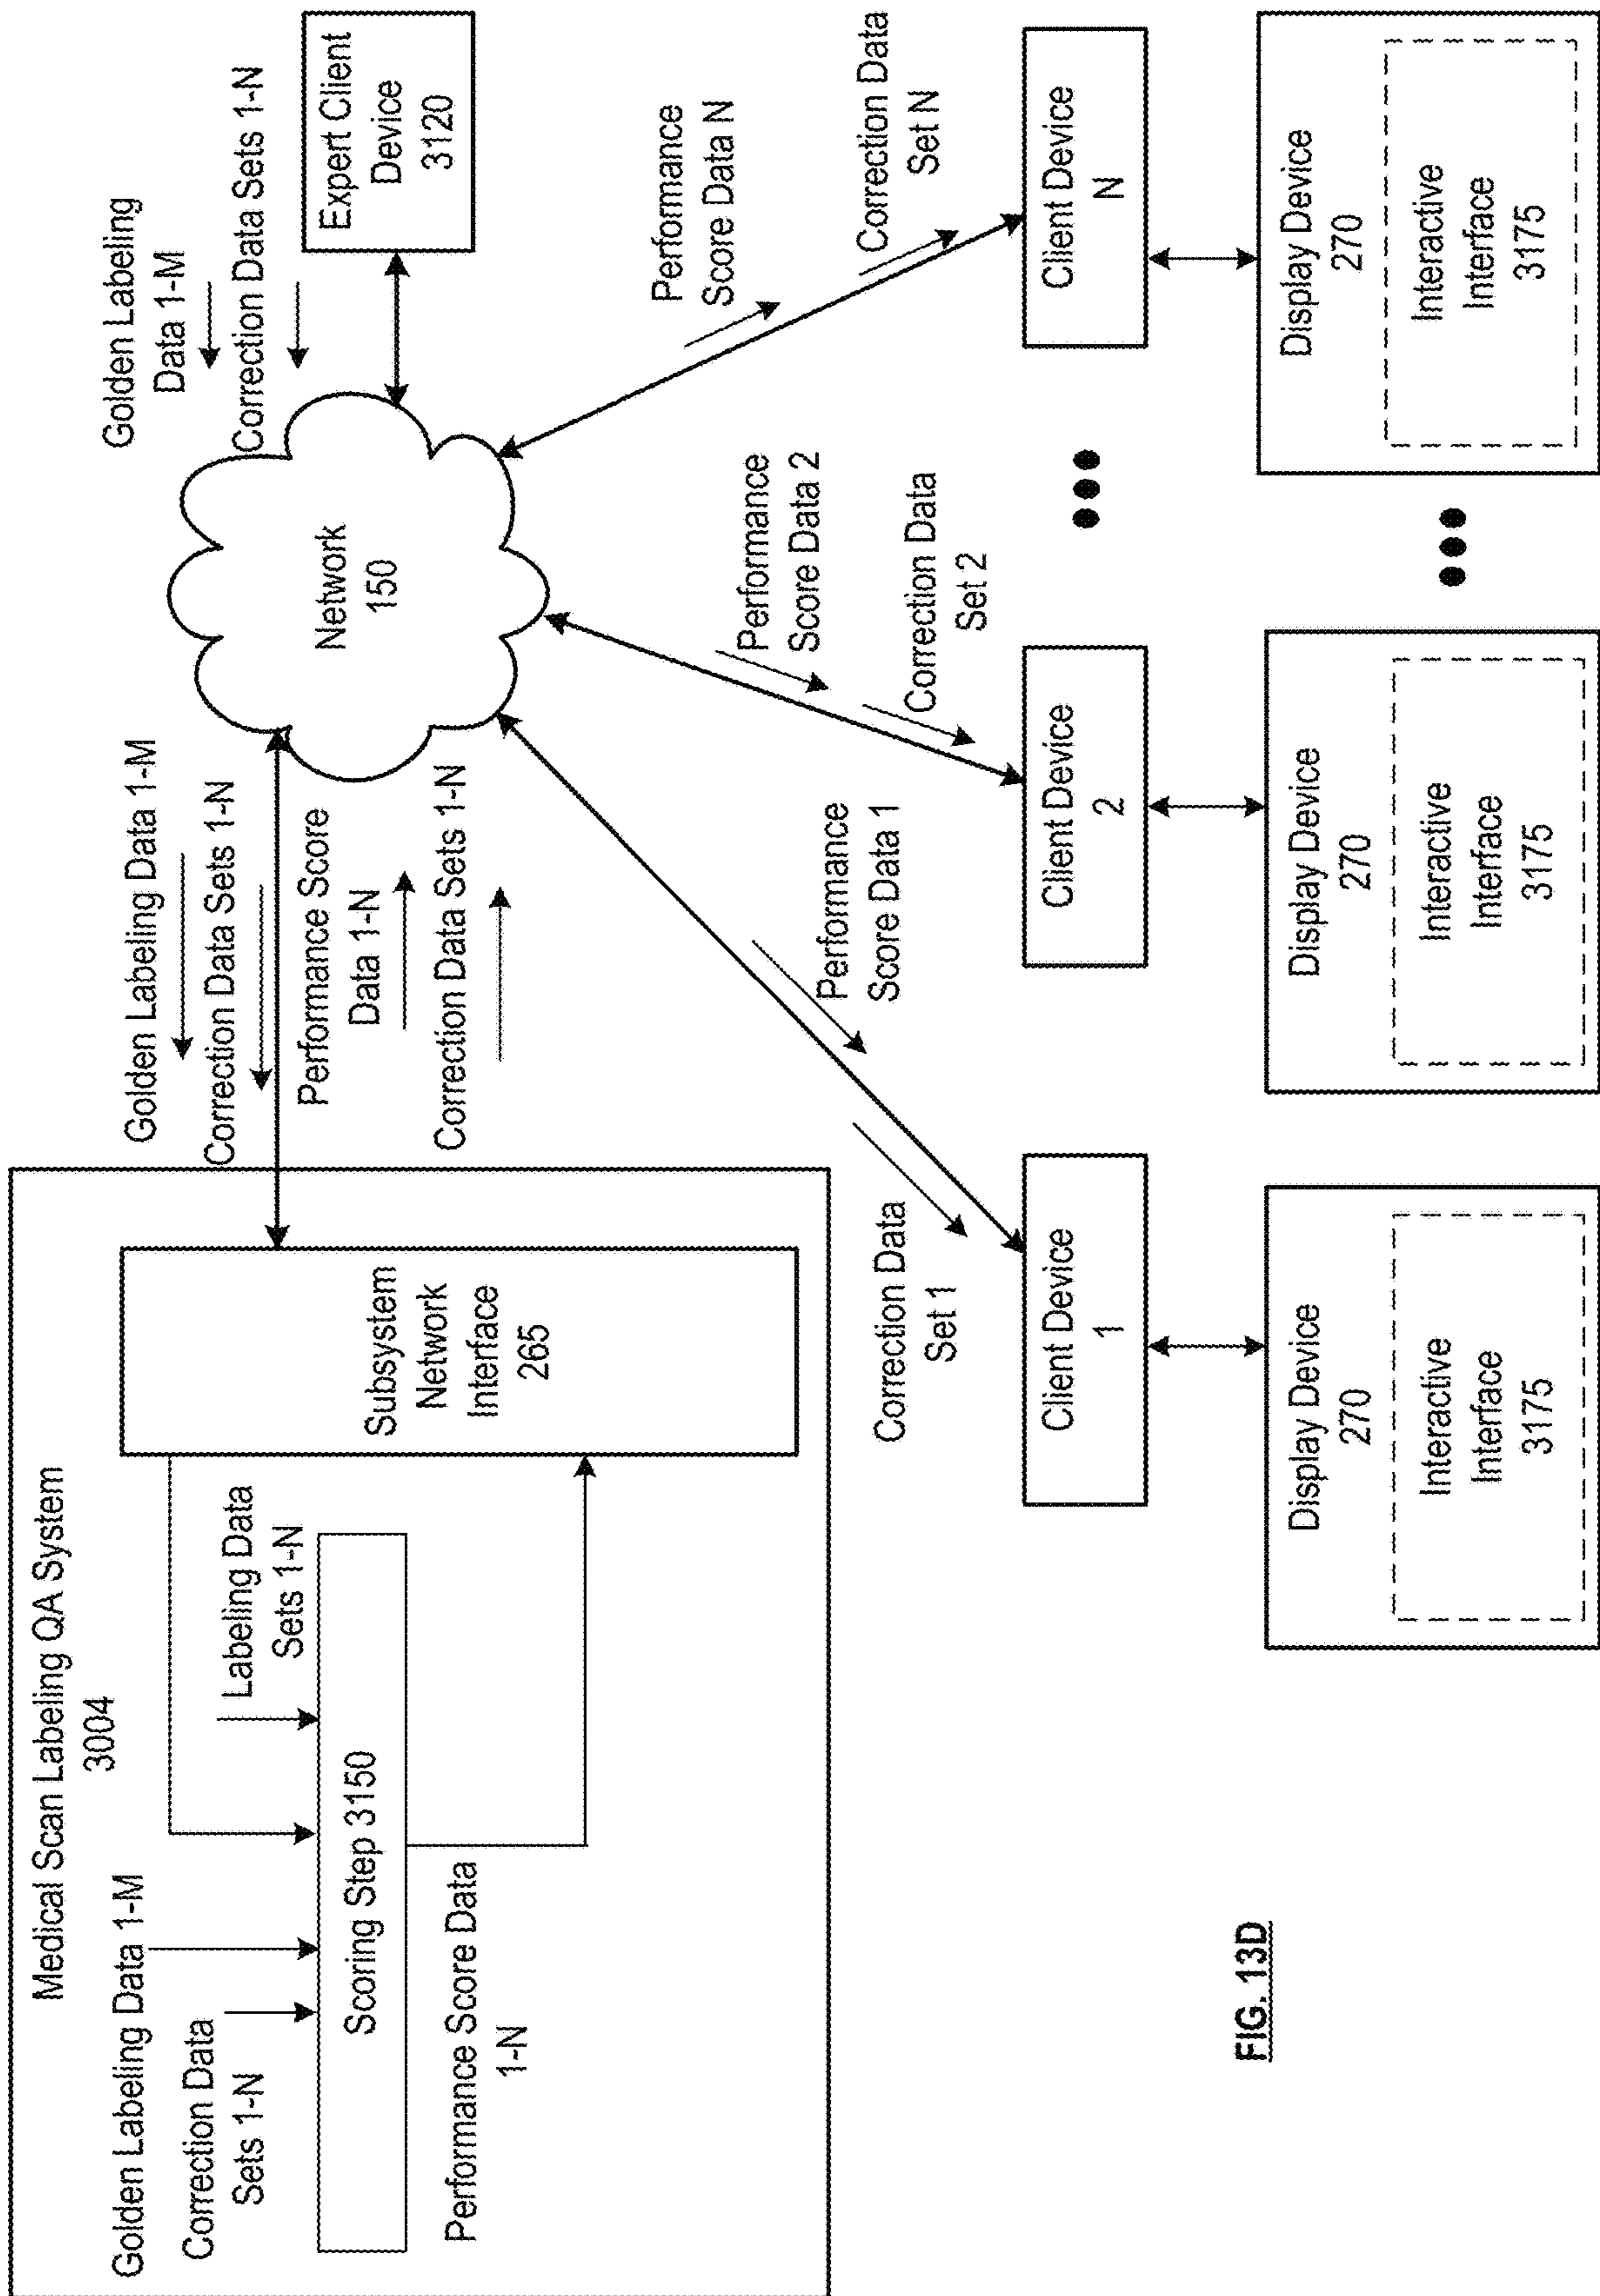 Medical Scan Labeling QA System
3004
Golden Labeling Data 1-M
Correction Data
Sets 1-N
Labeling Data
Sets 1-N
Scoring Step 3150
Performance Score Data
1-N
Subsystem
Network
Interface
265
Golden Labeling Data 1-M
Correction Data Sets 1-N
Performance Score
Data 1-N
Correction Data Sets 1-N
Network
150
Golden Labeling
Data 1-M
Correction Data Sets 1-N
Expert Client
Device
3120
Performance
Score Data 1
Correction Data
Set 1
Performance
Score Data 2
Correction Data
Set 2
Performance
Score Data N
Correction Data
Set N
Client Device
1
Client Device
2
Client Device
N
Display Device
270
Interactive
Interface
3175
Display Device
270
Interactive
Interface
3175
Display Device
270
Interactive
Interface
3175
FIG. 13D